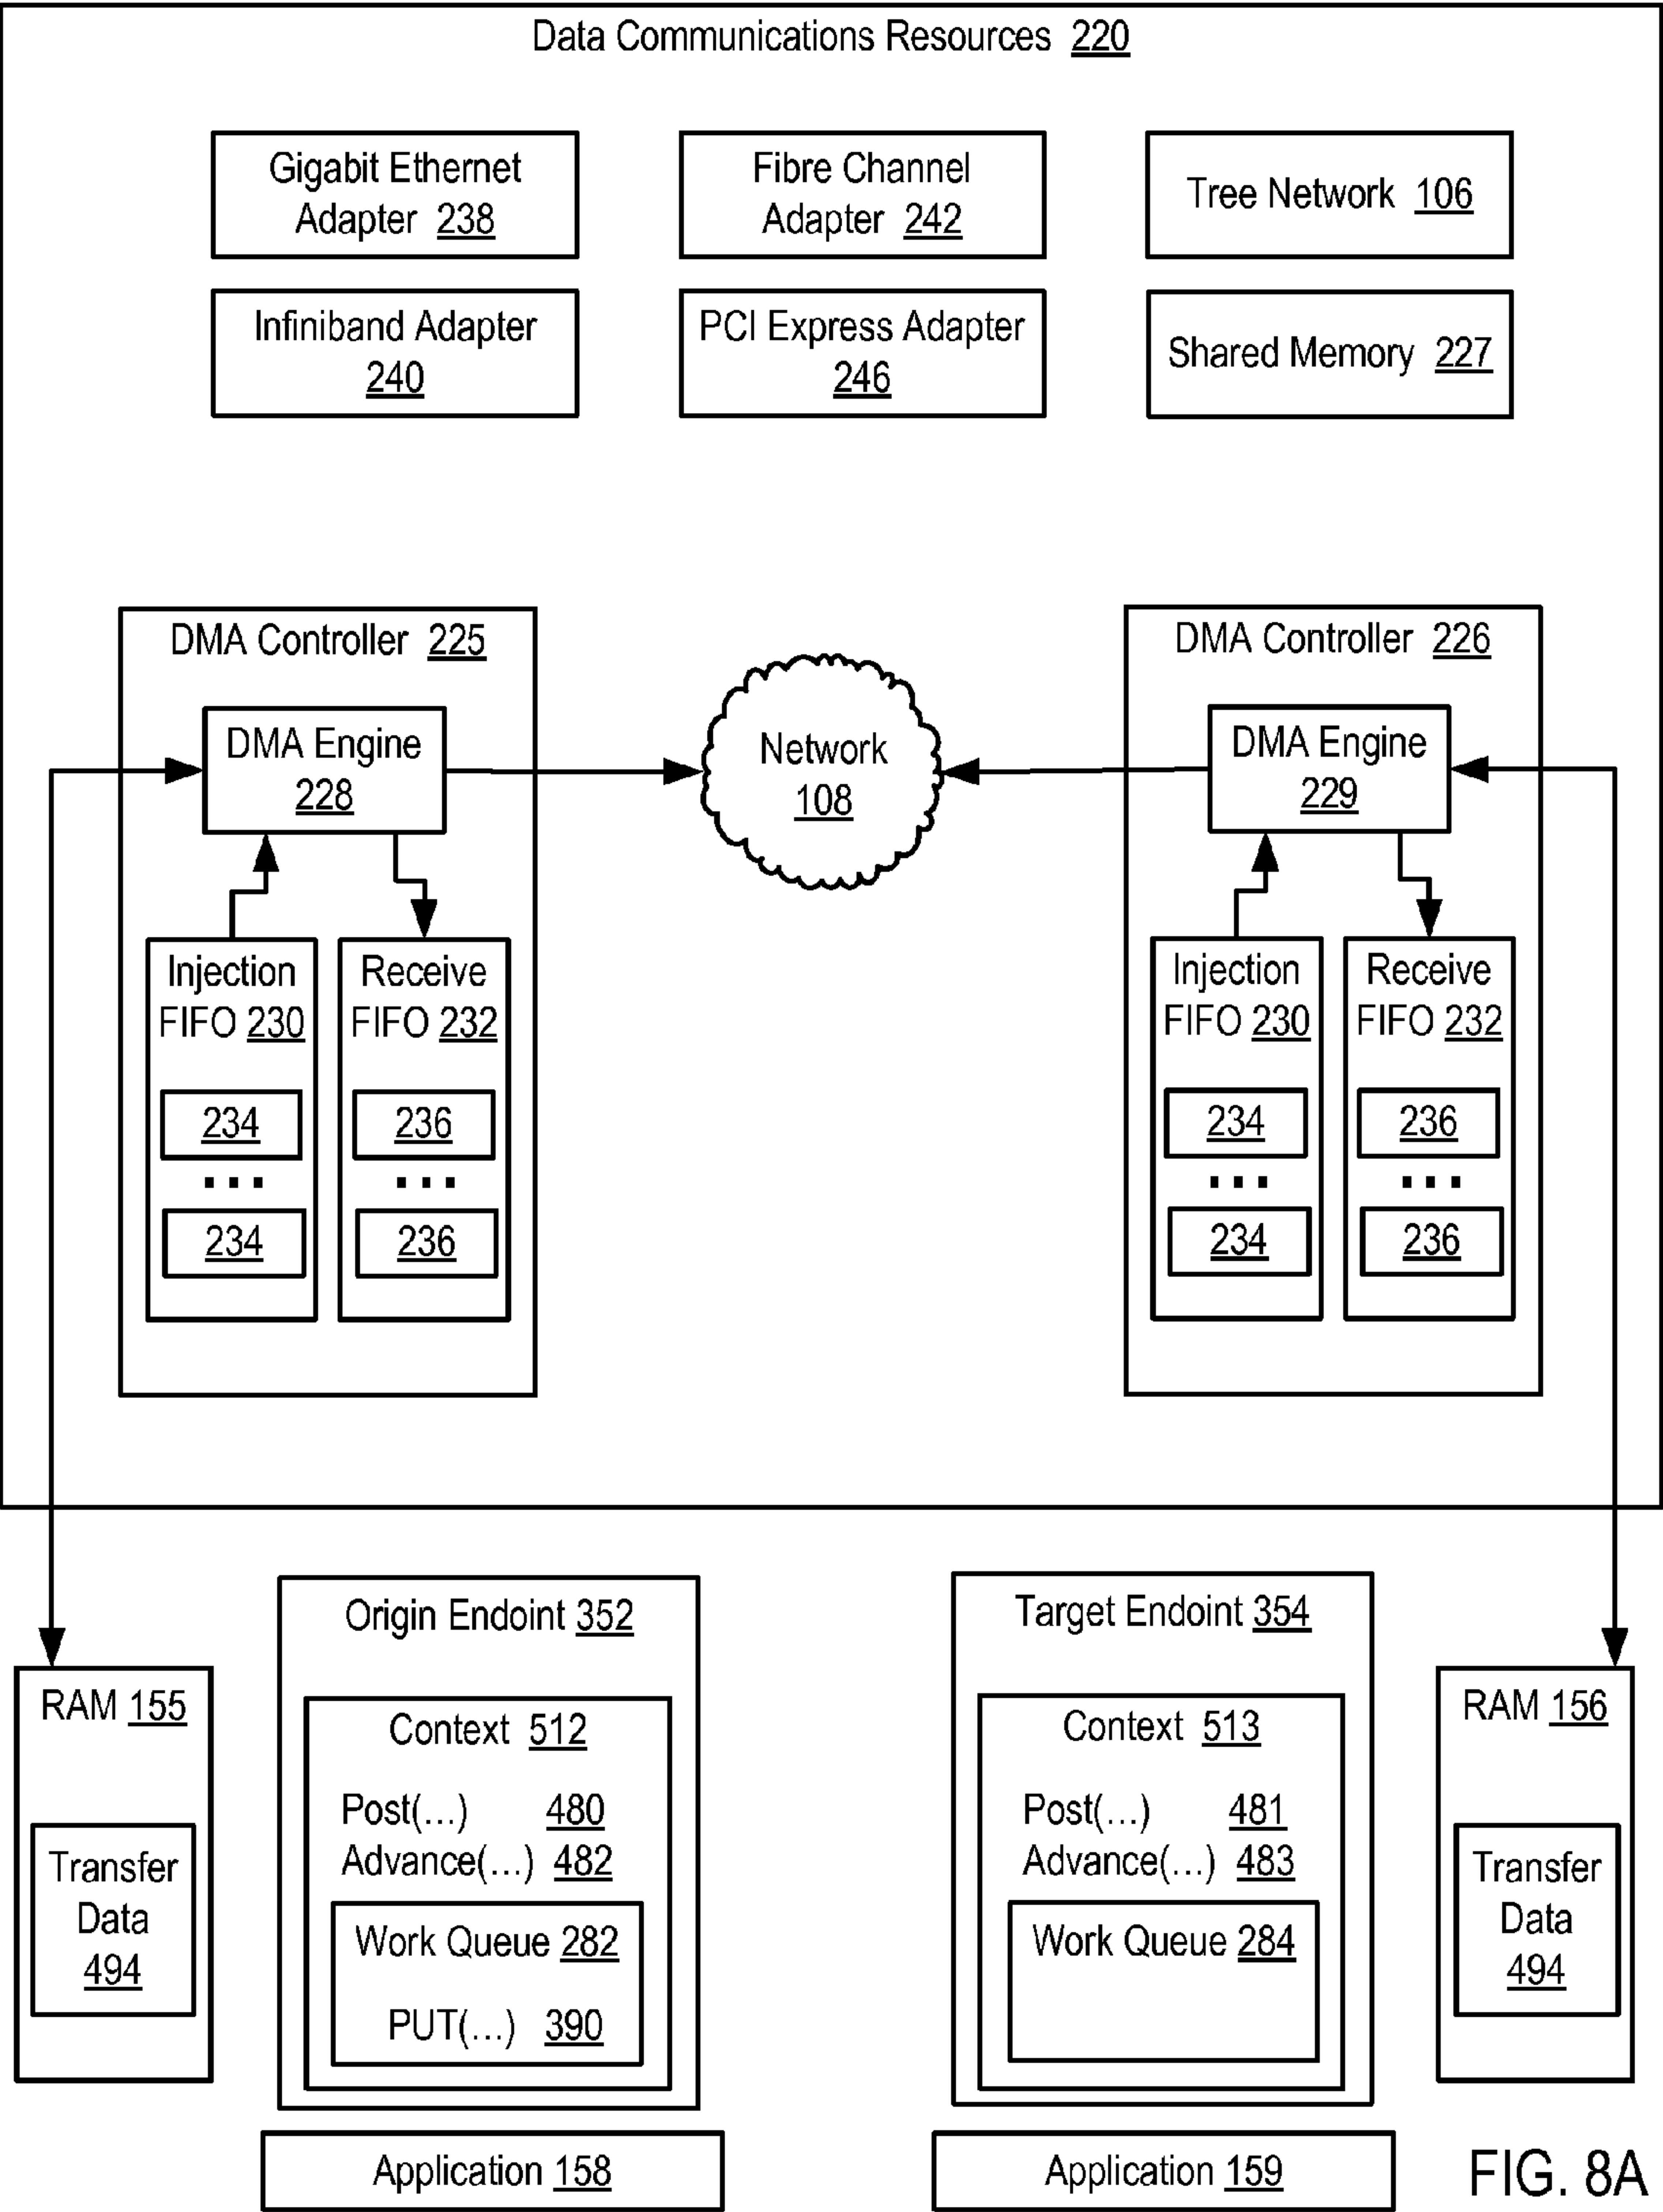 Data Communications Resources 220
Gigabit Ethernet
Adapter 238
Fibre Channel
Adapter 242
Tree Network 106
Infiniband Adapter
240
PCI Express Adapter
246
Shared Memory 227
DMA Controller 225
DMA Engine
228
Injection
FIFO 230
234
...
234
Receive
FIFO 232
236
...
236
Network
108
DMA Controller 226
DMA Engine
229
Injection
FIFO 230
234
...
234
Receive
FIFO 232
236
...
236
RAM 155
Transfer
Data
494
Origin Endoint 352
Context 512
Post(...) 480
Advance(...) 482
Work Queue 282
PUT(...) 390
Application 158
Target Endoint 354
Context 513
Post(...) 481
Advance(...) 483
Work Queue 284
Application 159
RAM 156
Transfer
Data
494
FIG. 8A